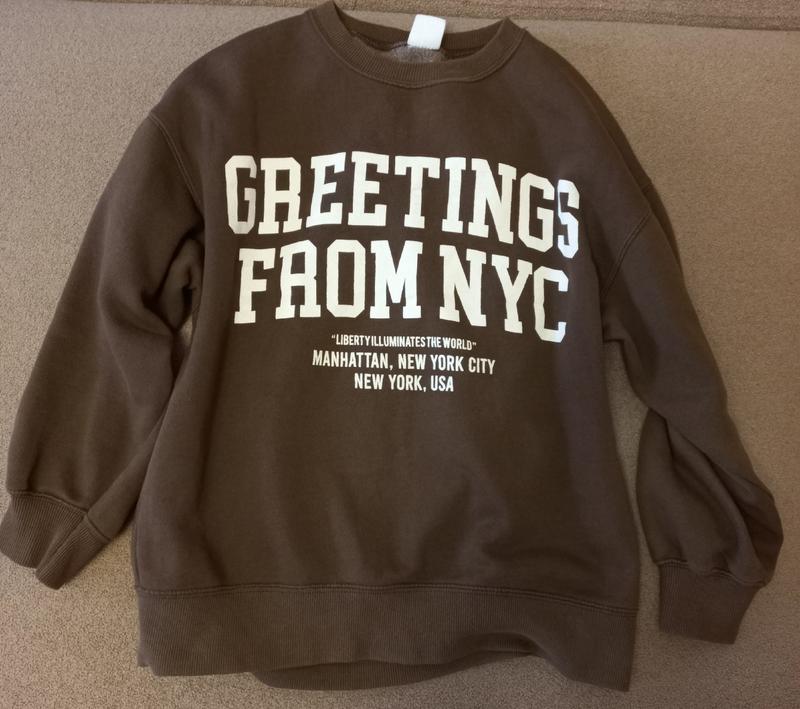 GREETINGS
FROM NYC
"LIBERTY ILLUMINATES THE WORLD"
MANHATTAN, NEW YORK CITY
NEW YORK, USA